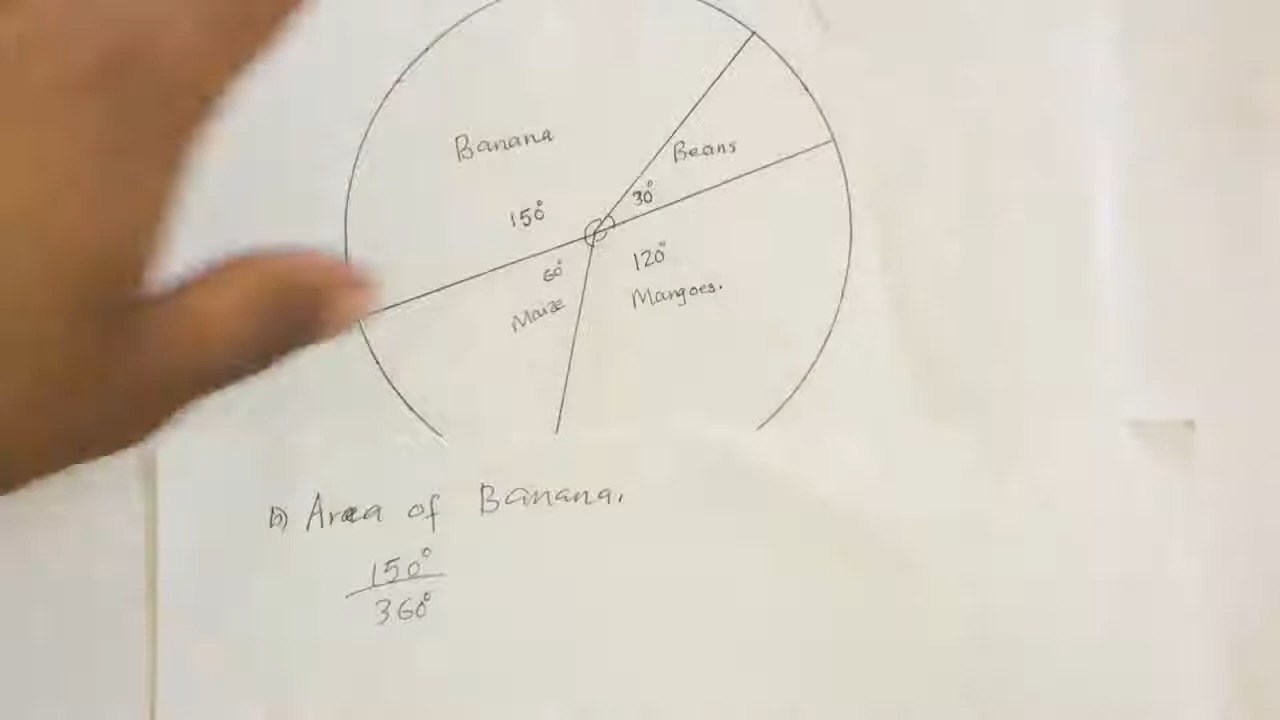 Banana
Beans
30°
150°
120°
60°
Maize
Mangoes.
b) Area of Banana.
150°
360°